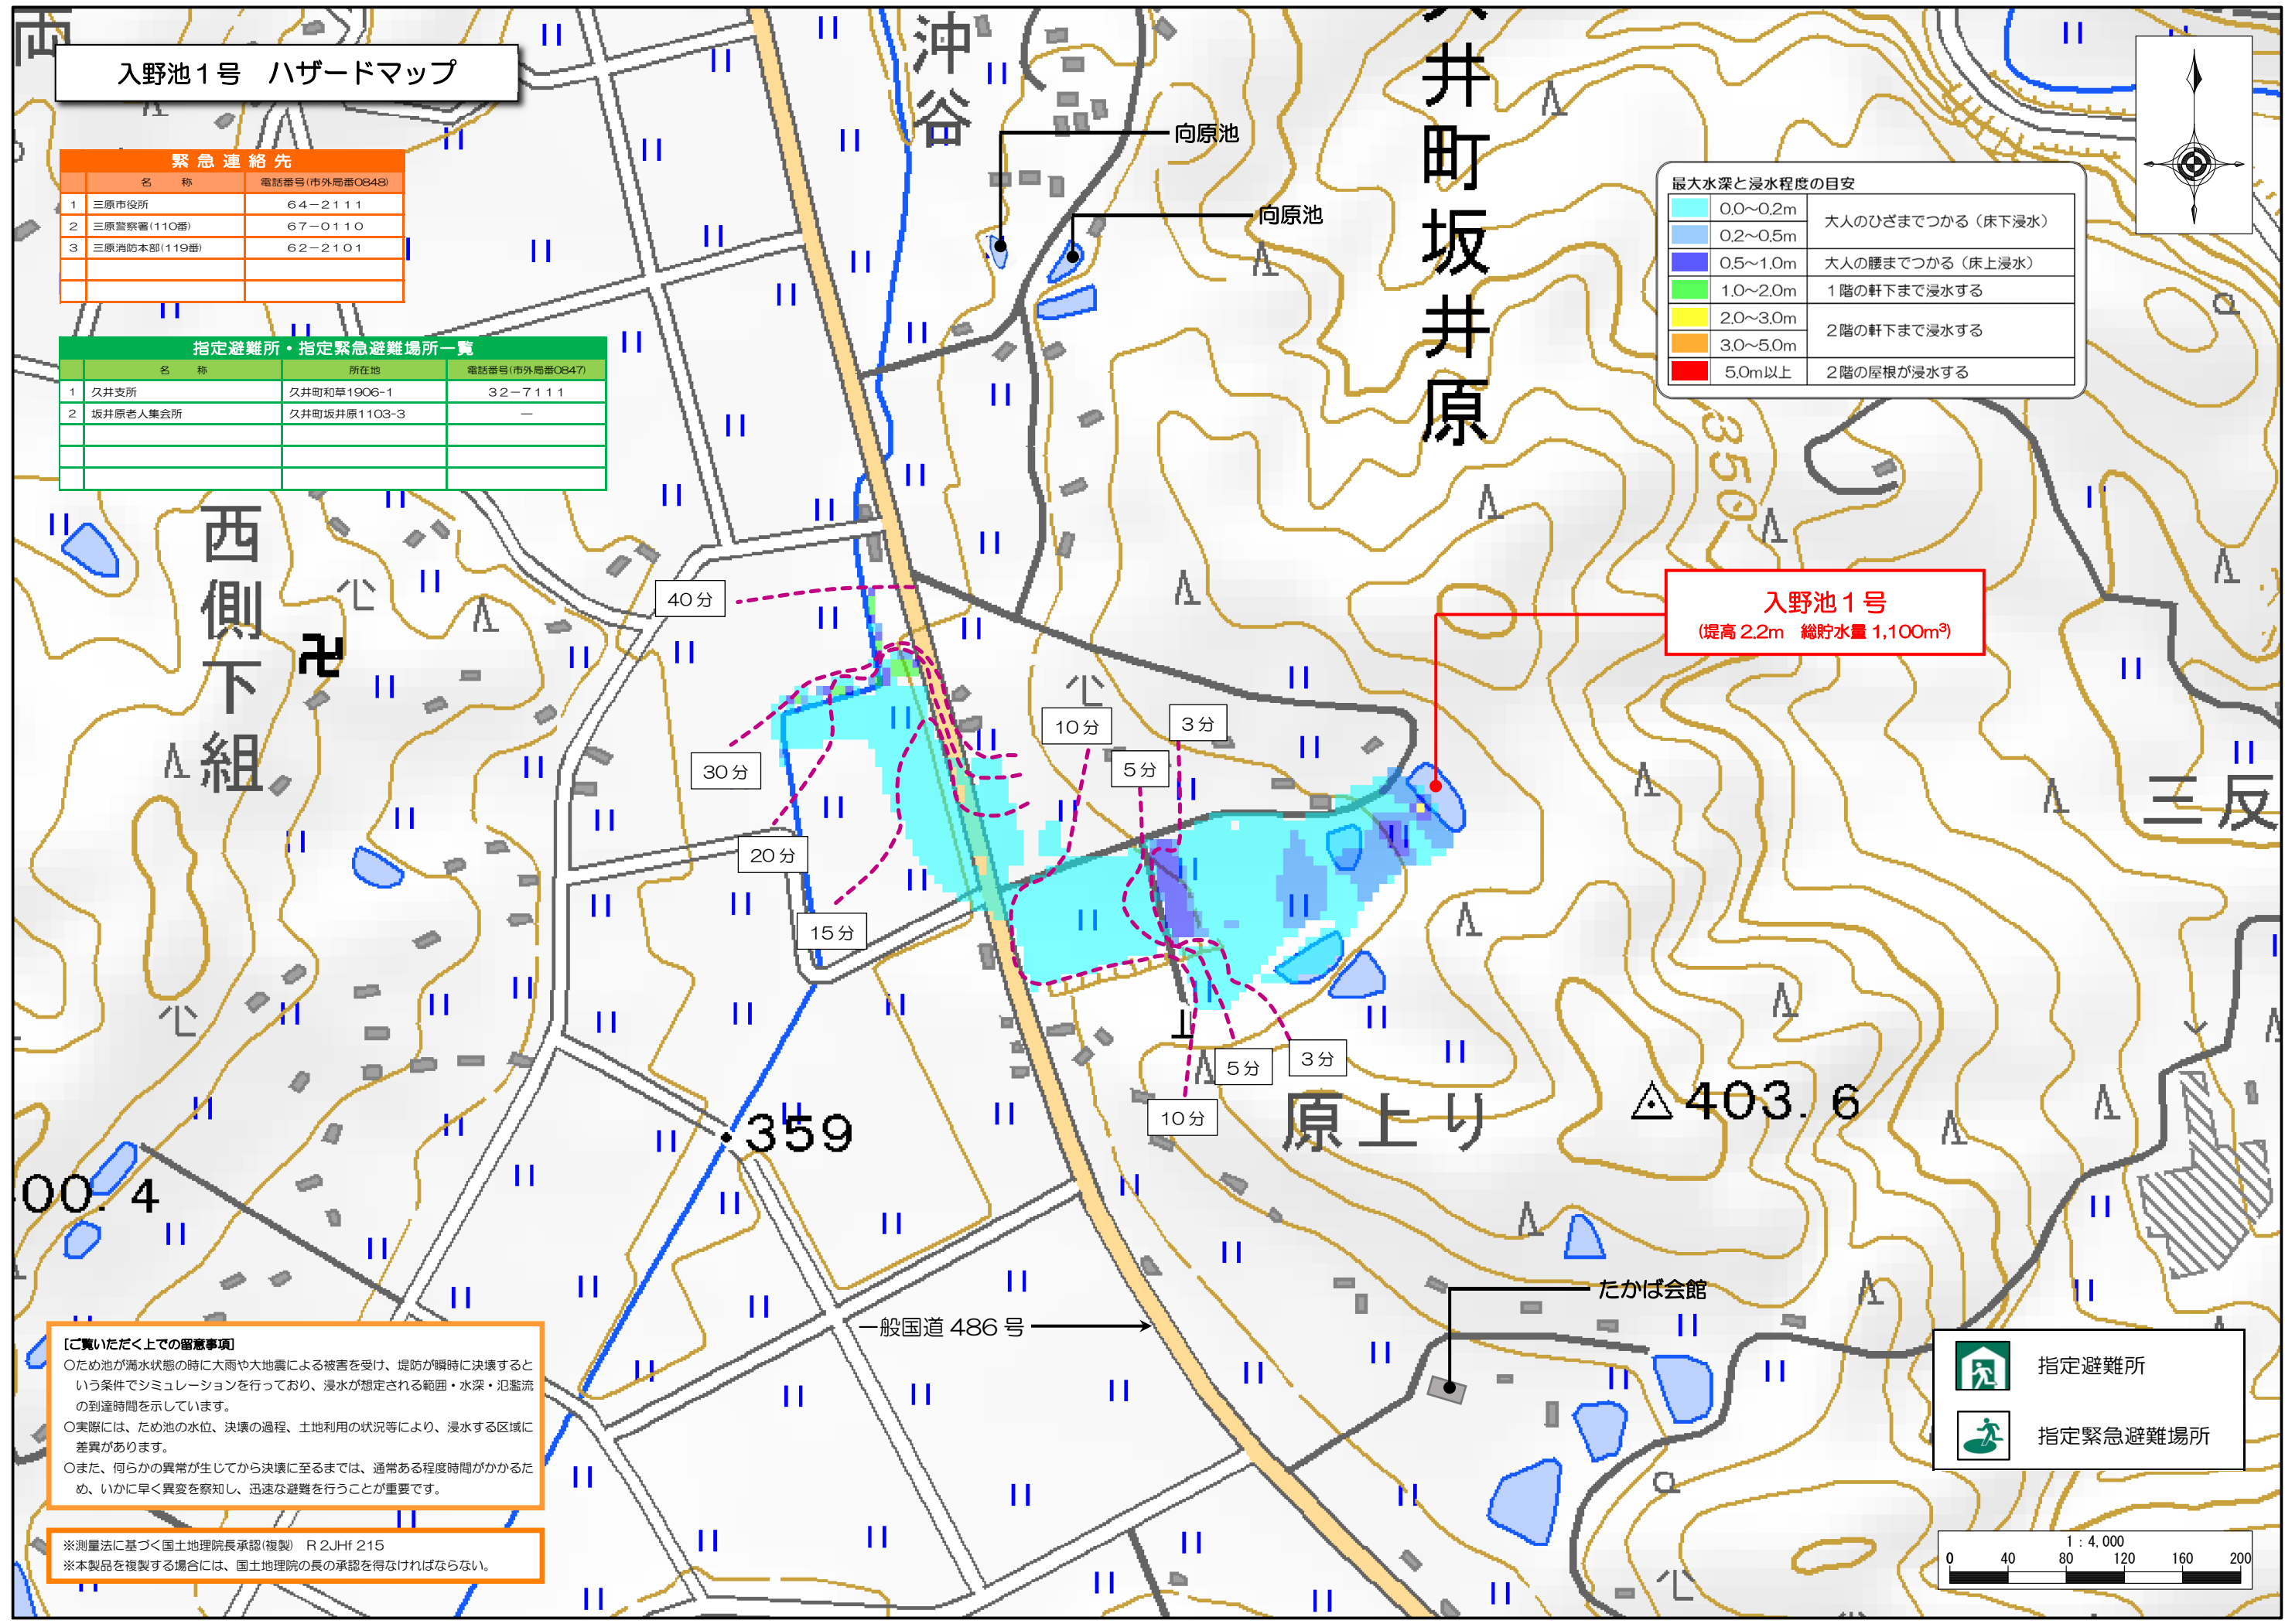 入野池1号　ハザードマップ
緊急連絡先
名　称　電話番号(市外局番0848)
1　三原市役所　64－2111
2　三原警察署(110番)　67－0110
3　三原消防本部(119番)　62－2101
指定避難所・指定緊急避難場所一覧
名　称　所在地　電話番号(市外局番0847)
1　久井支所　久井町和草1906-1　32－7111
2　坂井原老人集会所　久井町坂井原1103-3　―
沖谷
向原池
向原池
井町坂井原
最大水深と浸水程度の目安
0.0～0.2m
大人のひざまでつかる（床下浸水）
0.2～0.5m
0.5～1.0m　大人の腰までつかる（床上浸水）
1.0～2.0m　1階の軒下まで浸水する
2.0～3.0m
2階の軒下まで浸水する
3.0～5.0m
5.0m以上　2階の屋根が浸水する
350
西側下組
入野池1号
(堤高 2.2m　総貯水量 1,100m³)
40分
30分
20分
15分
10分
5分
3分
三反
3分
5分
10分
原上り
403.6
359
00.4
一般国道 486 号
たかば会館
[ご覧いただく上での留意事項]
○ため池が満水状態の時に大雨や大地震による被害を受け、堤防が瞬時に決壊すると
いう条件でシミュレーションを行っており、浸水が想定される範囲・水深・氾濫流
の到達時間を示しています。
○実際には、ため池の水位、決壊の過程、土地利用の状況等により、浸水する区域に
差異があります。
○また、何らかの異常が生じてから決壊に至るまでは、通常ある程度時間がかかるた
め、いかに早く異変を察知し、迅速な避難を行うことが重要です。
※測量法に基づく国土地理院長承認(複製)　R 2JHf 215
※本製品を複製する場合には、国土地理院の長の承認を得なければならない。
指定避難所
指定緊急避難場所
1：4,000
0　40　80　120　160　200